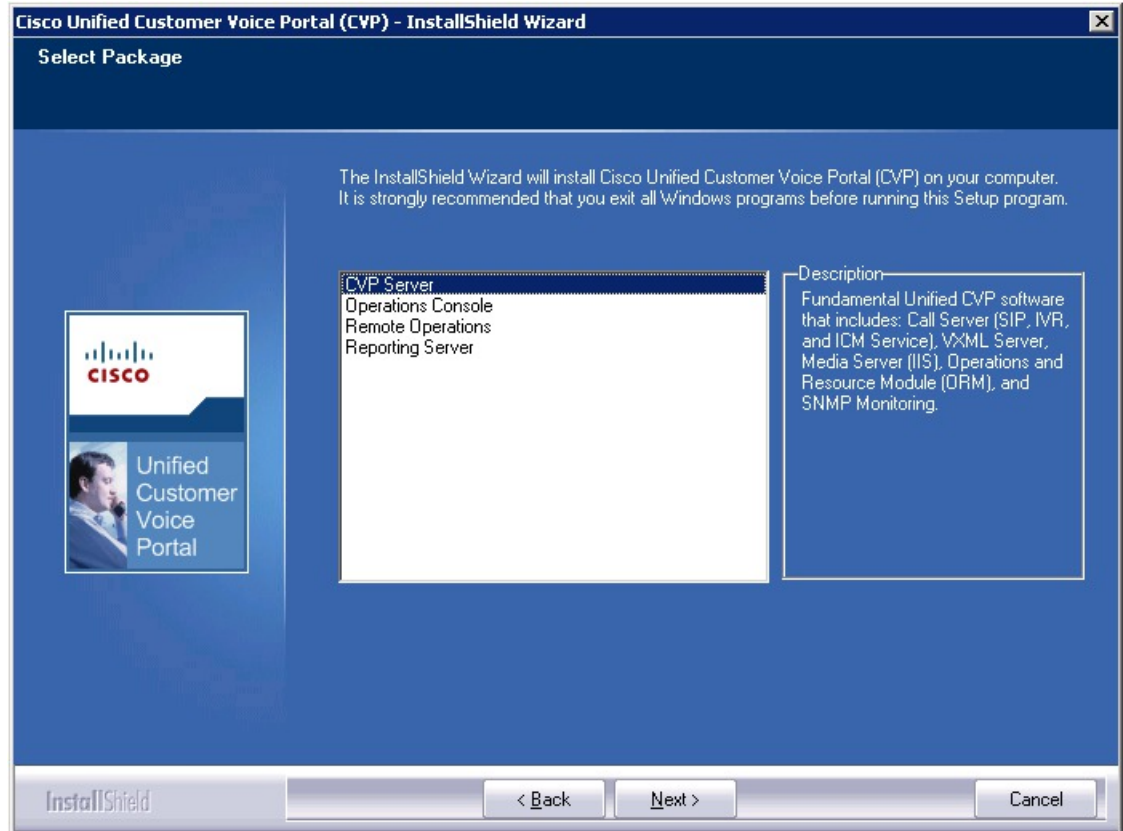 Cisco Unified Customer Voice Portal (CVP) - InstallShield Wizard
Select Package
The InstallShield Wizard will install Cisco Unified Customer Voice Portal (CVP) on your computer.
It is strongly recommended that you exit all Windows programs before running this Setup program.
CVP Server
Operations Console
Remote Operations
Reporting Server
Description
Fundamental Unified CVP software
that includes: Call Server (SIP, IVR,
and ICM Service), VXML Server,
Media Server (IIS), Operations and
Resource Module (ORM), and
SNMP Monitoring.
CISCO
Unified
Customer
Voice
Portal
InstallShield
< Back
Next >
Cancel